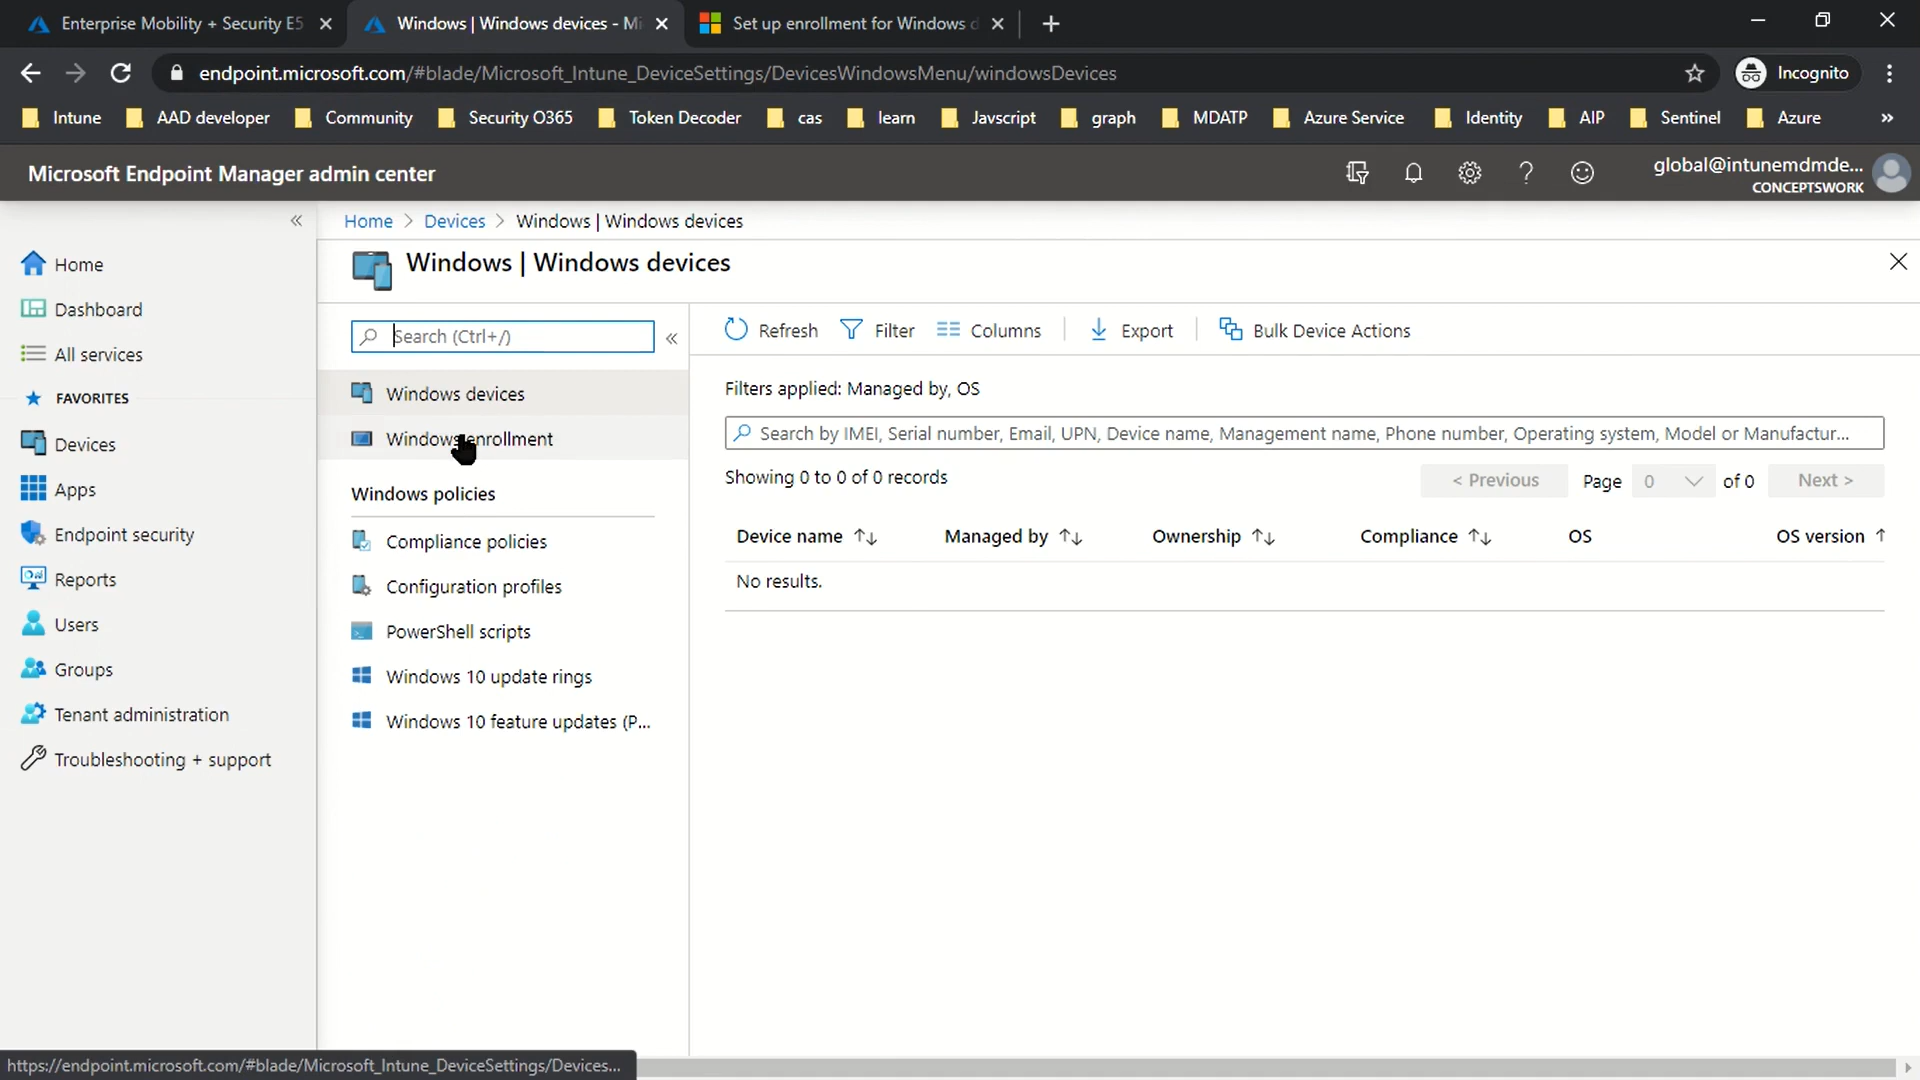 Enterprise Mobility + Security E5
Windows | Windows devices - Mi
Set up enrollment for Windows d
endpoint.microsoft.com/#blade/Microsoft_Intune_DeviceSettings/DevicesWindowsMenu/windowsDevices
Incognito
Intune
AAD developer
Community
Security O365
Token Decoder
cas
learn
Javscript
graph
MDATP
Azure Service
Identity
AIP
Sentinel
Azure
»
Microsoft Endpoint Manager admin center
global@intunemdmde...
CONCEPTSWORK
Home > Devices > Windows | Windows devices
Windows | Windows devices
Home
Dashboard
All services
FAVORITES
Devices
Apps
Endpoint security
Reports
Users
Groups
Tenant administration
Troubleshooting + support
Search (Ctrl+/)
Windows devices
Windows enrollment
Windows policies
Compliance policies
Configuration profiles
PowerShell scripts
Windows 10 update rings
Windows 10 feature updates (P...
Refresh
Filter
Columns
Export
Bulk Device Actions
Filters applied: Managed by, OS
Search by IMEI, Serial number, Email, UPN, Device name, Management name, Phone number, Operating system, Model or Manufactur...
Showing 0 to 0 of 0 records
< Previous
Page 0 of 0
Next >
Device name ↑↓
Managed by ↑↓
Ownership ↑↓
Compliance ↑↓
OS
OS version ↑
No results.
https://endpoint.microsoft.com/#blade/Microsoft_Intune_DeviceSettings/Devices...